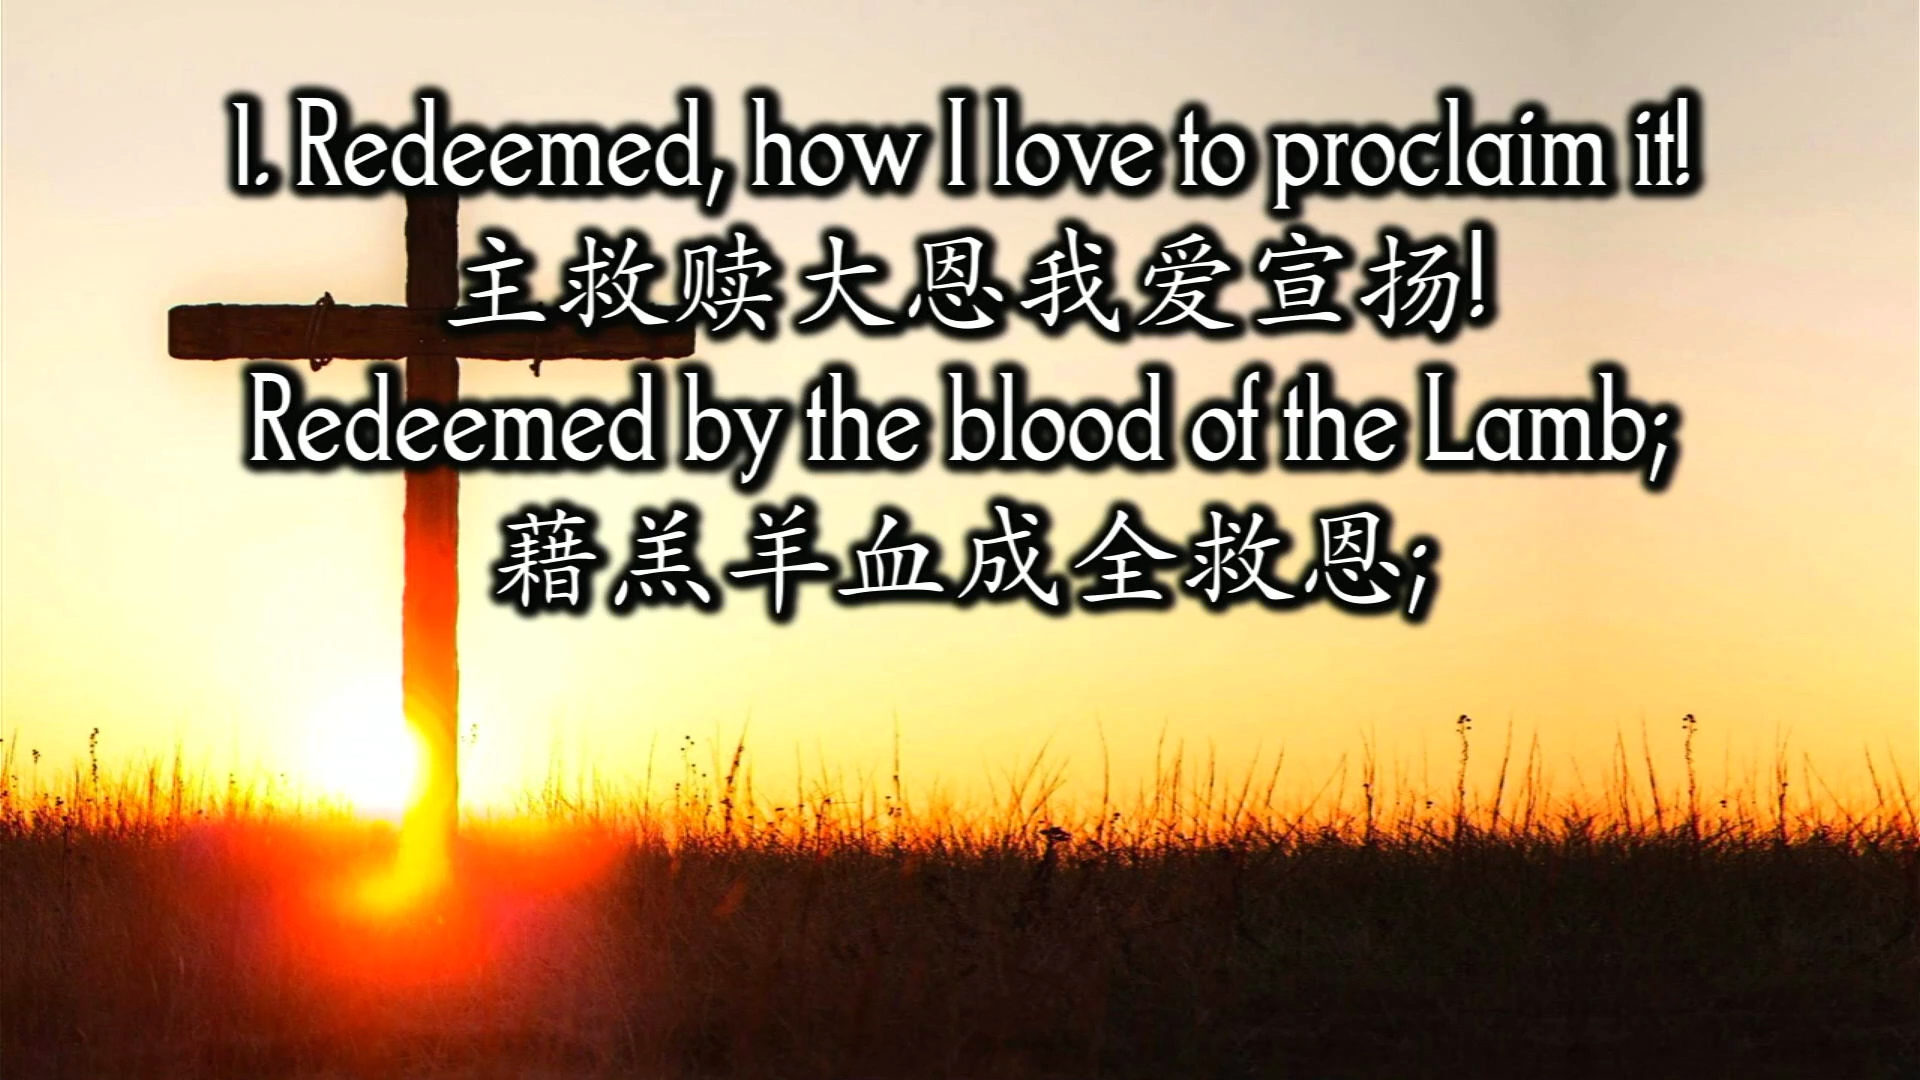 1. Redeemed, how I love to proclaim it!
主救赎大恩我爱宣扬!
Redeemed by the blood of the Lamb;
藉羔羊血成全救恩;